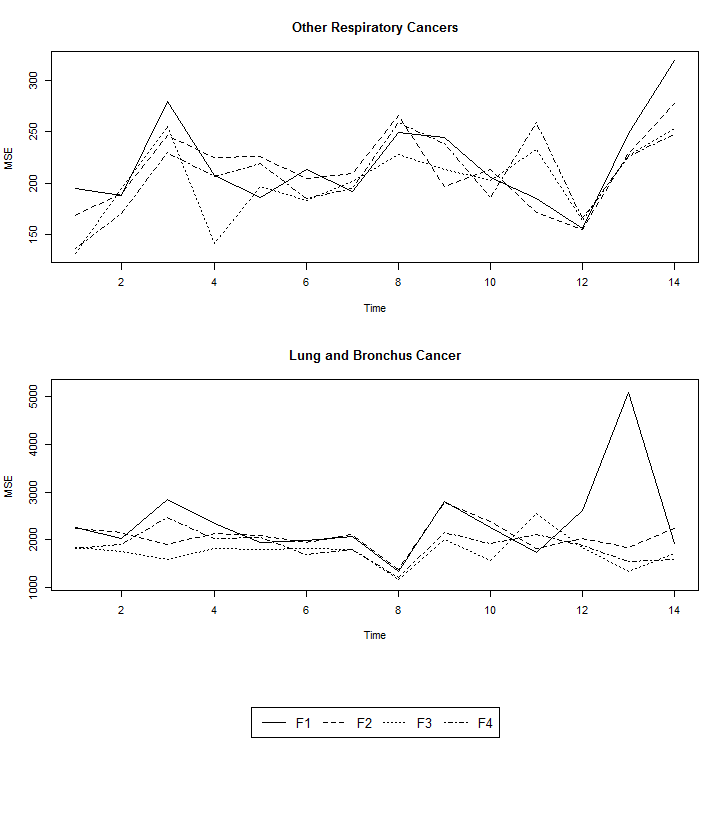 Other Respiratory Cancers
MSE
300
250
200
150
2 4 6 8 10 12 14
Time
Lung and Bronchus Cancer
MSE
5000
4000
3000
2000
1000
2 4 6 8 10 12 14
Time
F1 F2 F3 F4